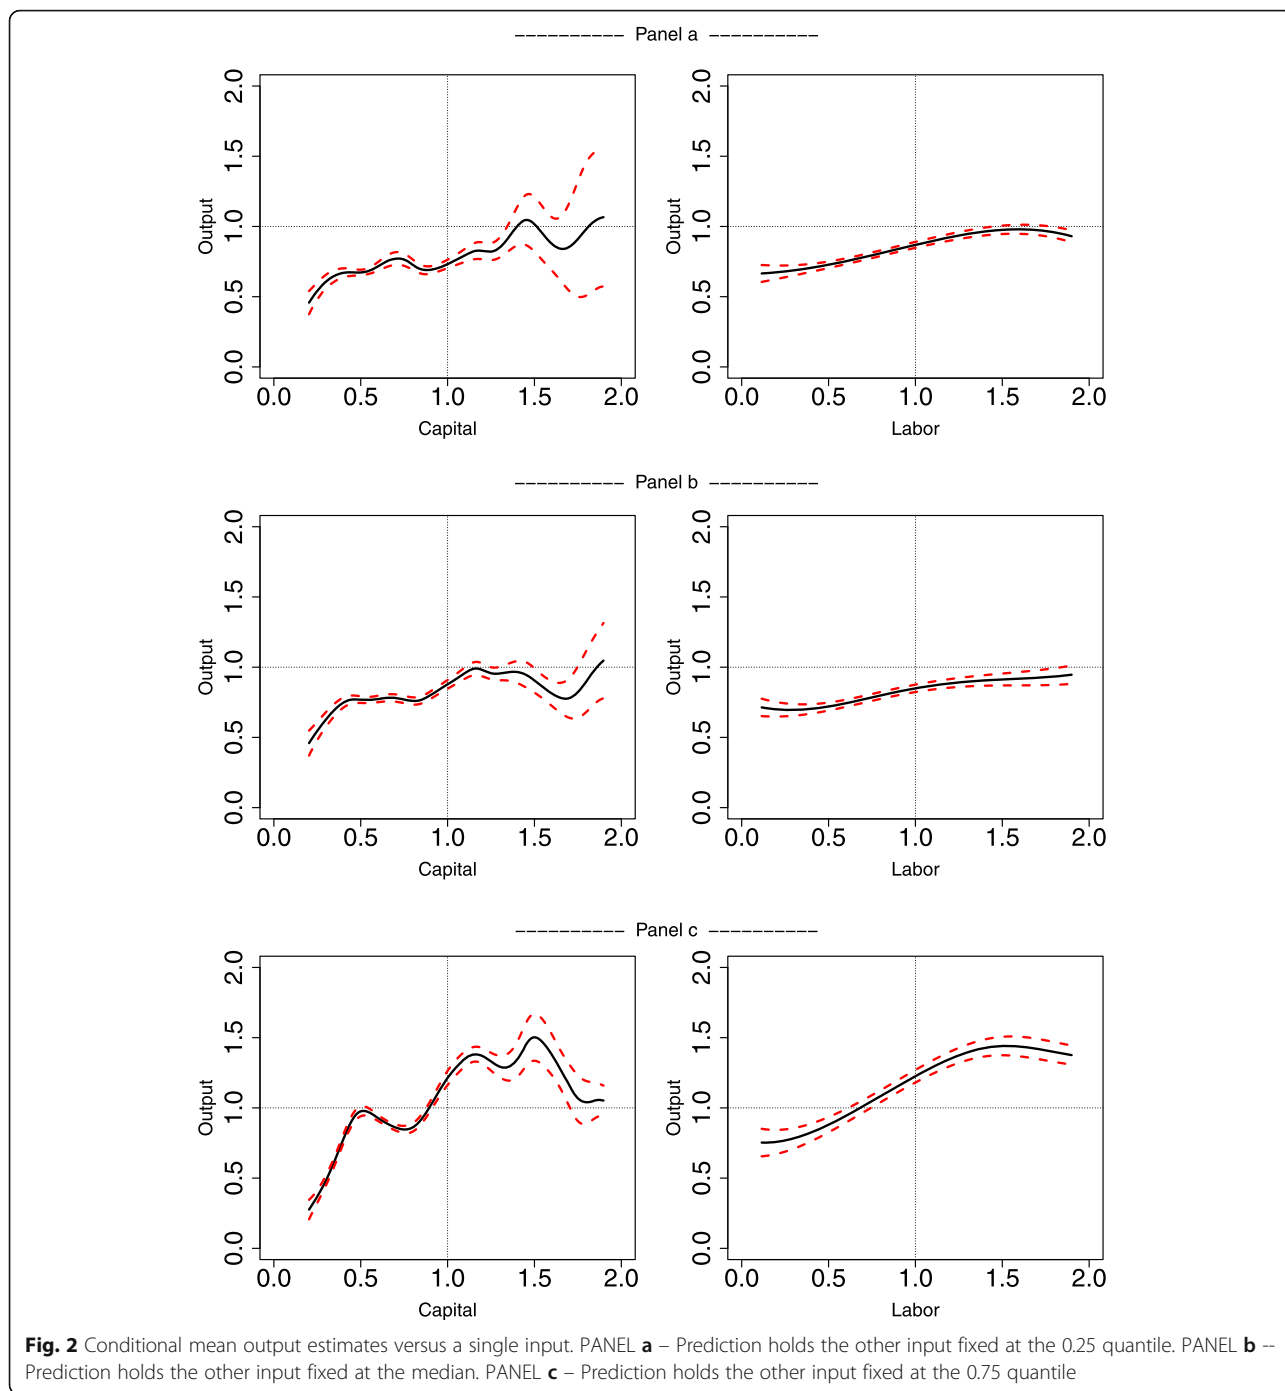 ---------- Panel a ----------
2.0
1.5
1.0
0.5
0.0
Output
0.0 0.5 1.0 1.5 2.0
Capital
2.0
1.5
1.0
0.5
0.0
Output
0.0 0.5 1.0 1.5 2.0
Labor
---------- Panel b ----------
2.0
1.5
1.0
0.5
0.0
Output
0.0 0.5 1.0 1.5 2.0
Capital
2.0
1.5
1.0
0.5
0.0
Output
0.0 0.5 1.0 1.5 2.0
Labor
---------- Panel c ----------
2.0
1.5
1.0
0.5
0.0
Output
0.0 0.5 1.0 1.5 2.0
Capital
2.0
1.5
1.0
0.5
0.0
Output
0.0 0.5 1.0 1.5 2.0
Labor
Fig. 2 Conditional mean output estimates versus a single input. PANEL a – Prediction holds the other input fixed at the 0.25 quantile. PANEL b --
Prediction holds the other input fixed at the median. PANEL c – Prediction holds the other input fixed at the 0.75 quantile